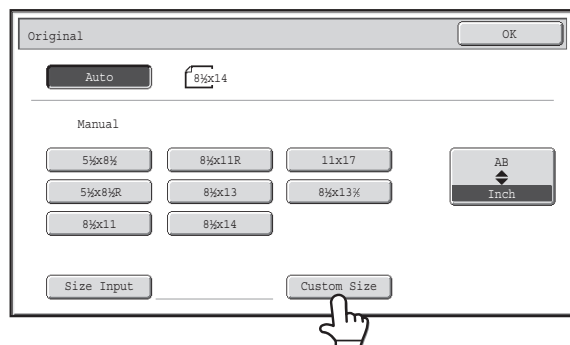 Original OK
Auto 8½x14
Manual
5½x8½ 8½x11R 11x17 AB
5½x8½R 8½x13 8½x13⅖ Inch
8½x11 8½x14
Size Input Custom Size